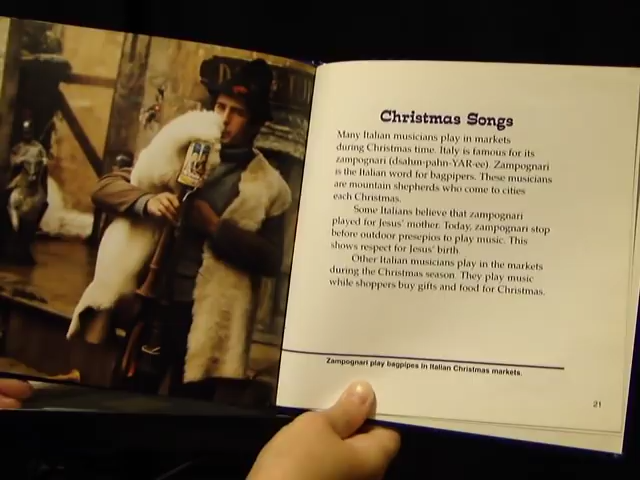 Christmas Songs
Many Italian musicians play in markets
during Christmas time. Italy is famous for its
zampognari (dsahm-pahn-YAR-ee). Zampognari
is the Italian word for bagpipers. These musicians
are mountain shepherds who come to cities
each Christmas.
Some Italians believe that zampognari
played for Jesus' mother. Today, zampognari stop
before outdoor presepios to play music. This
shows respect for Jesus' birth.
Other Italian musicians play in the markets
during the Christmas season. They play music
while shoppers buy gifts and food for Christmas.
Zampognari play bagpipes in Italian Christmas markets.
21